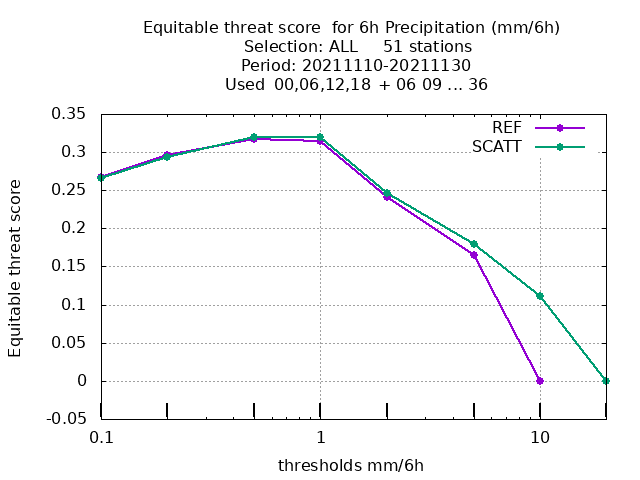 Equitable threat score  for 6h Precipitation (mm/6h)
Selection: ALL     51 stations
Period: 20211110-20211130
Used  00,06,12,18  + 06 09 ... 36
REF
SCATT
0.35
0.3
0.25
0.2
0.15
0.1
0.05
0
-0.05
Equitable threat score
0.1
1
10
thresholds mm/6h